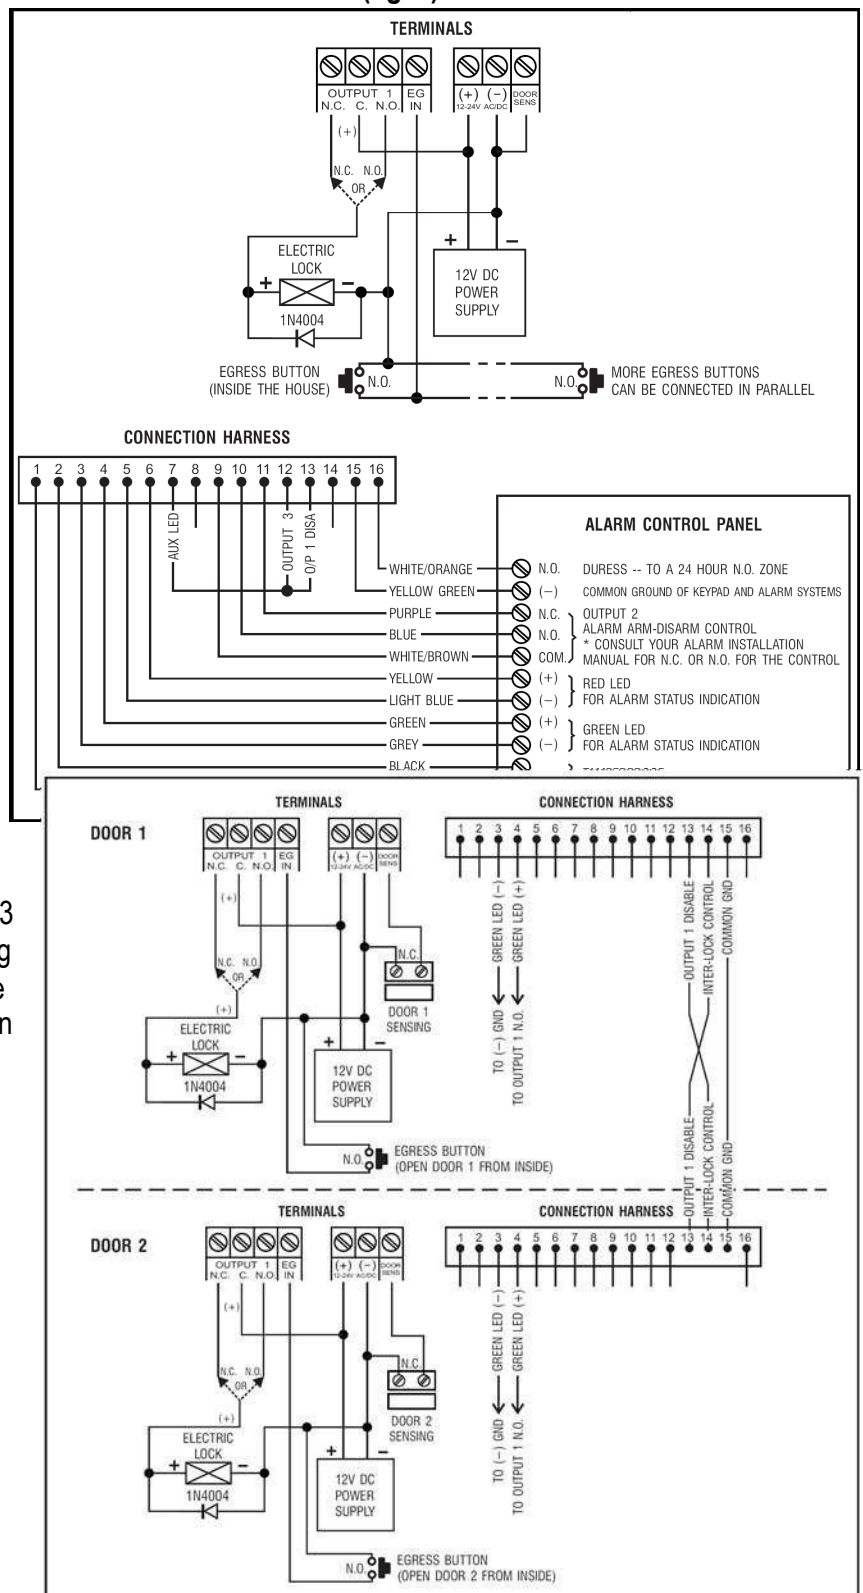 TERMINALS
OUTPUT 1 EG
N.C. C. N.O. IN
(+) (−) DOOR
12-24V AC/DC SENS
(+)
N.C. N.O.
OR
+ −
ELECTRIC
LOCK
+ −
12V DC
POWER
SUPPLY
1N4004
EGRESS BUTTON
(INSIDE THE HOUSE)
N.O.
N.O.
MORE EGRESS BUTTONS
CAN BE CONNECTED IN PARALLEL
CONNECTION HARNESS
1 2 3 4 5 6 7 8 9 10 11 12 13 14 15 16
AUX LED
OUTPUT 3
O/P 1 DISA
ALARM CONTROL PANEL
WHITE/ORANGE N.O. DURESS -- TO A 24 HOUR N.O. ZONE
YELLOW GREEN (−) COMMON GROUND OF KEYPAD AND ALARM SYSTEMS
PURPLE N.C. OUTPUT 2
BLUE N.O. ALARM ARM-DISARM CONTROL
* CONSULT YOUR ALARM INSTALLATION
WHITE/BROWN COM. MANUAL FOR N.C. OR N.O. FOR THE CONTROL
YELLOW (+) RED LED
LIGHT BLUE (−) FOR ALARM STATUS INDICATION
GREEN (+) GREEN LED
GREY (−) FOR ALARM STATUS INDICATION
BLACK
3
g
e
n
DOOR 1
TERMINALS
OUTPUT 1 EG
N.C. C. N.O. IN
(+) (−) DOOR
12-24V AC/DC SENS
(+)
N.C. N.O.
OR
(+)
N.C.
DOOR 1
SENSING
ELECTRIC
LOCK
+ −
1N4004
+ −
12V DC
POWER
SUPPLY
N.O.
EGRESS BUTTON
(OPEN DOOR 1 FROM INSIDE)
CONNECTION HARNESS
1 2 3 4 5 6 7 8 9 10 11 12 13 14 15 16
GREEN LED (−)
GREEN LED (+)
TO (−) GND
TO OUTPUT 1 N.O.
OUTPUT 1 DISABLE
INTER-LOCK CONTROL
COMMON GND
OUTPUT 1 DISABLE
INTER-LOCK CONTROL
COMMON GND
DOOR 2
TERMINALS
OUTPUT 1 EG
N.C. C. N.O. IN
(+) (−) DOOR
12-24V AC/DC SENS
(+)
N.C. N.O.
OR
(+)
N.C.
DOOR 2
SENSING
ELECTRIC
LOCK
+ −
1N4004
+ −
12V DC
POWER
SUPPLY
N.O.
EGRESS BUTTON
(OPEN DOOR 2 FROM INSIDE)
CONNECTION HARNESS
1 2 3 4 5 6 7 8 9 10 11 12 13 14 15 16
GREEN LED (−)
GREEN LED (+)
TO (−) GND
TO OUTPUT 1 N.O.